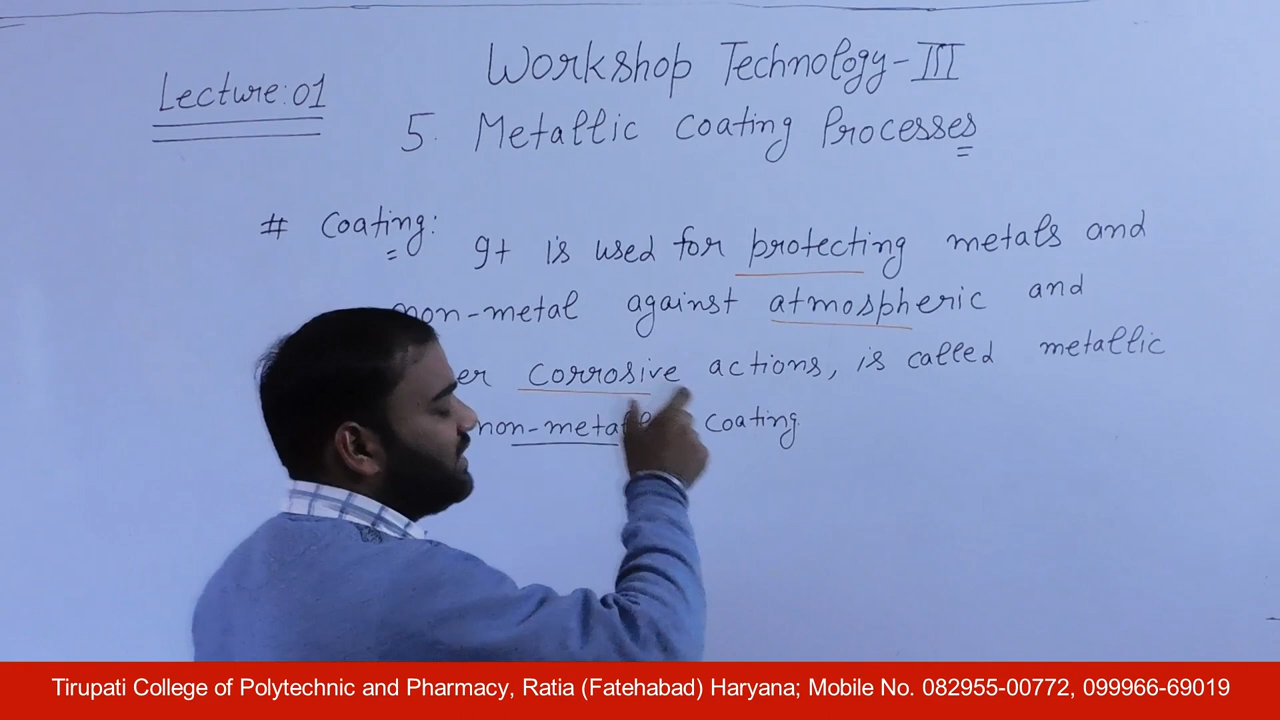 Workshop Technology-III
Lecture:01
5. Metallic Coating Processes
# Coating:
It is used for protecting metals and
non-metal against atmospheric and
er corrosive actions, is called metallic
non-metall coating.
Tirupati College of Polytechnic and Pharmacy, Ratia (Fatehabad) Haryana; Mobile No. 082955-00772, 099966-69019